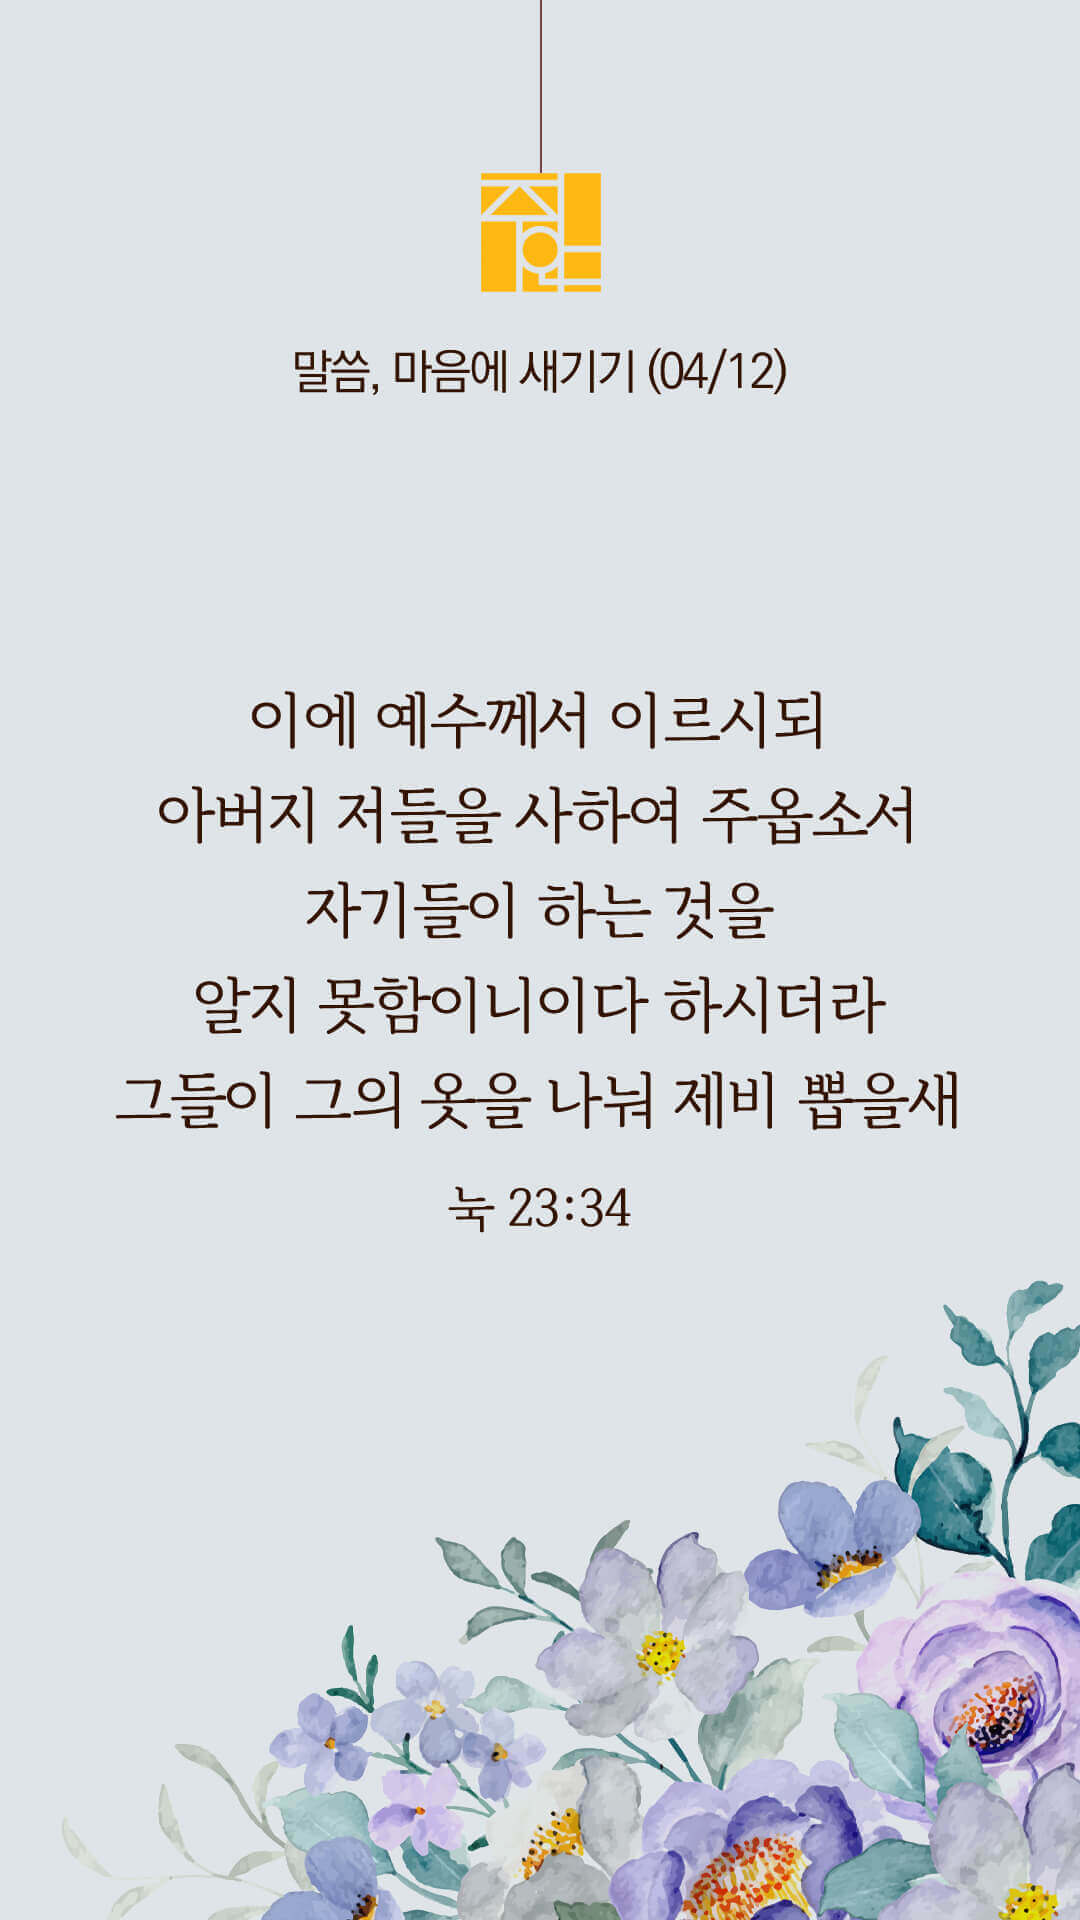 말씀, 마음에 새기기 (04/12)
이에 예수께서 이르시되
아버지 저들을 사하여 주옵소서
자기들이 하는 것을
알지 못함이니이다 하시더라
그들이 그의 옷을 나눠 제비 뽑을새
눅 23:34